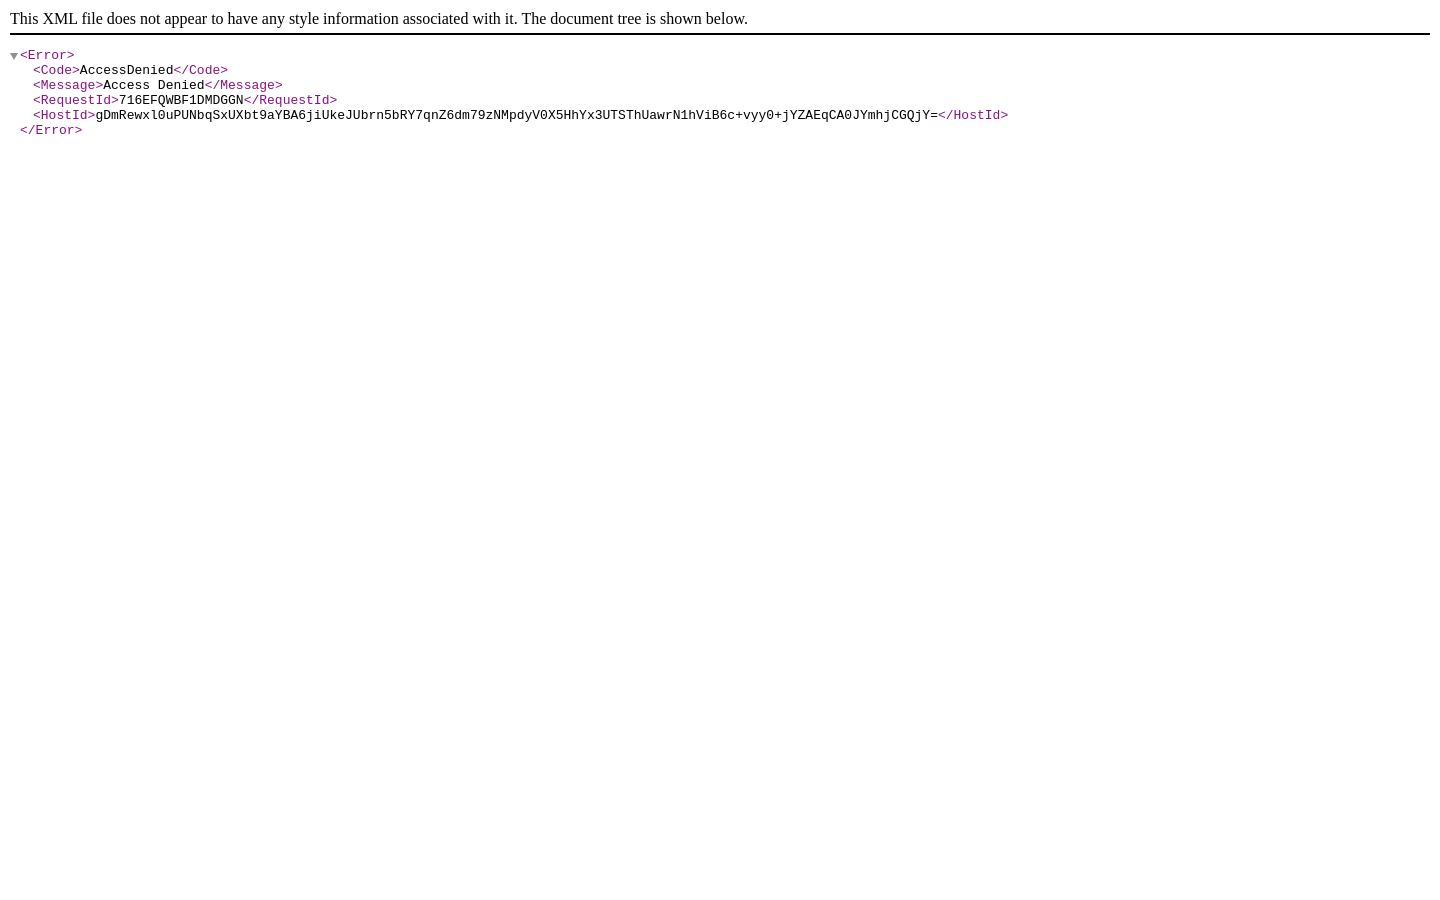 This XML file does not appear to have any style information associated with it. The document tree is shown below.
<Error>
<Code>AccessDenied</Code>
<Message>Access Denied</Message>
<RequestId>716EFQWBF1DMDGGN</RequestId>
<HostId>gDmRewxl0uPUNbqSxUXbt9aYBA6jiUkeJUbrn5bRY7qnZ6dm79zNMpdyV0X5HhYx3UTSThUawrN1hViB6c+vyy0+jYZAEqCA0JYmhjCGQjY=</HostId>
</Error>